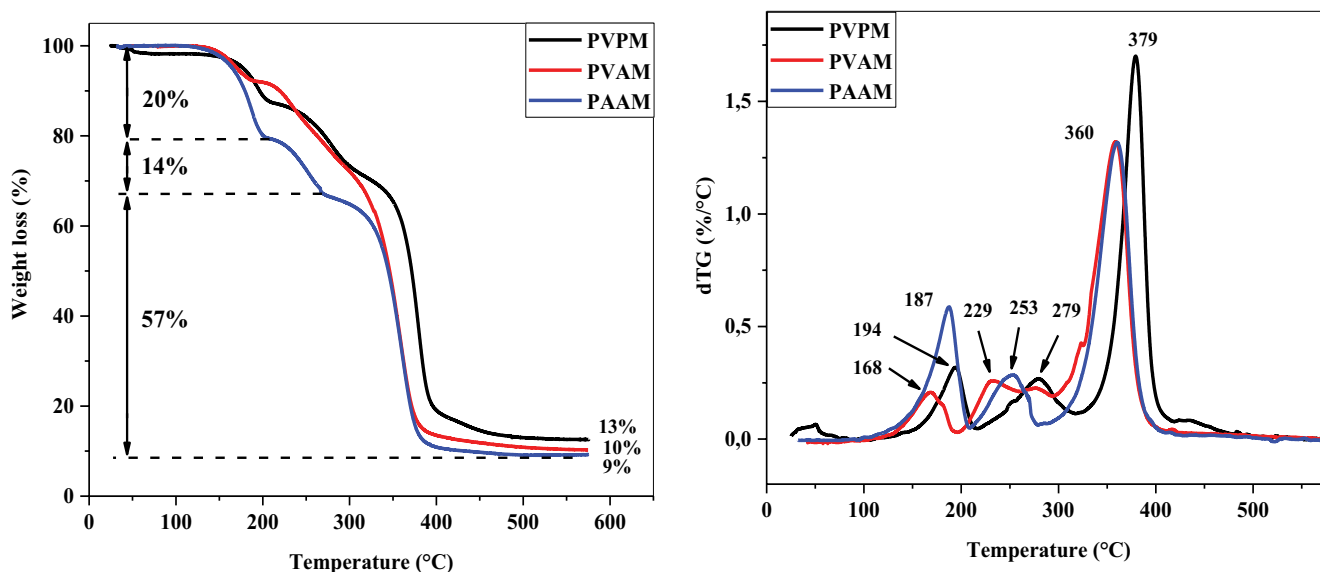 100
80
60
40
20
0
Weight loss (%)
20%
14%
57%
PVPM
PVAM
PAAM
13%
10%
9%
0 100 200 300 400 500 600
Temperature (°C)
1,5
1,0
0,5
0,0
dTG (%/°C)
PVPM
PVAM
PAAM
379
360
187
194
168
229
253
279
0 100 200 300 400 500
Temperature (°C)